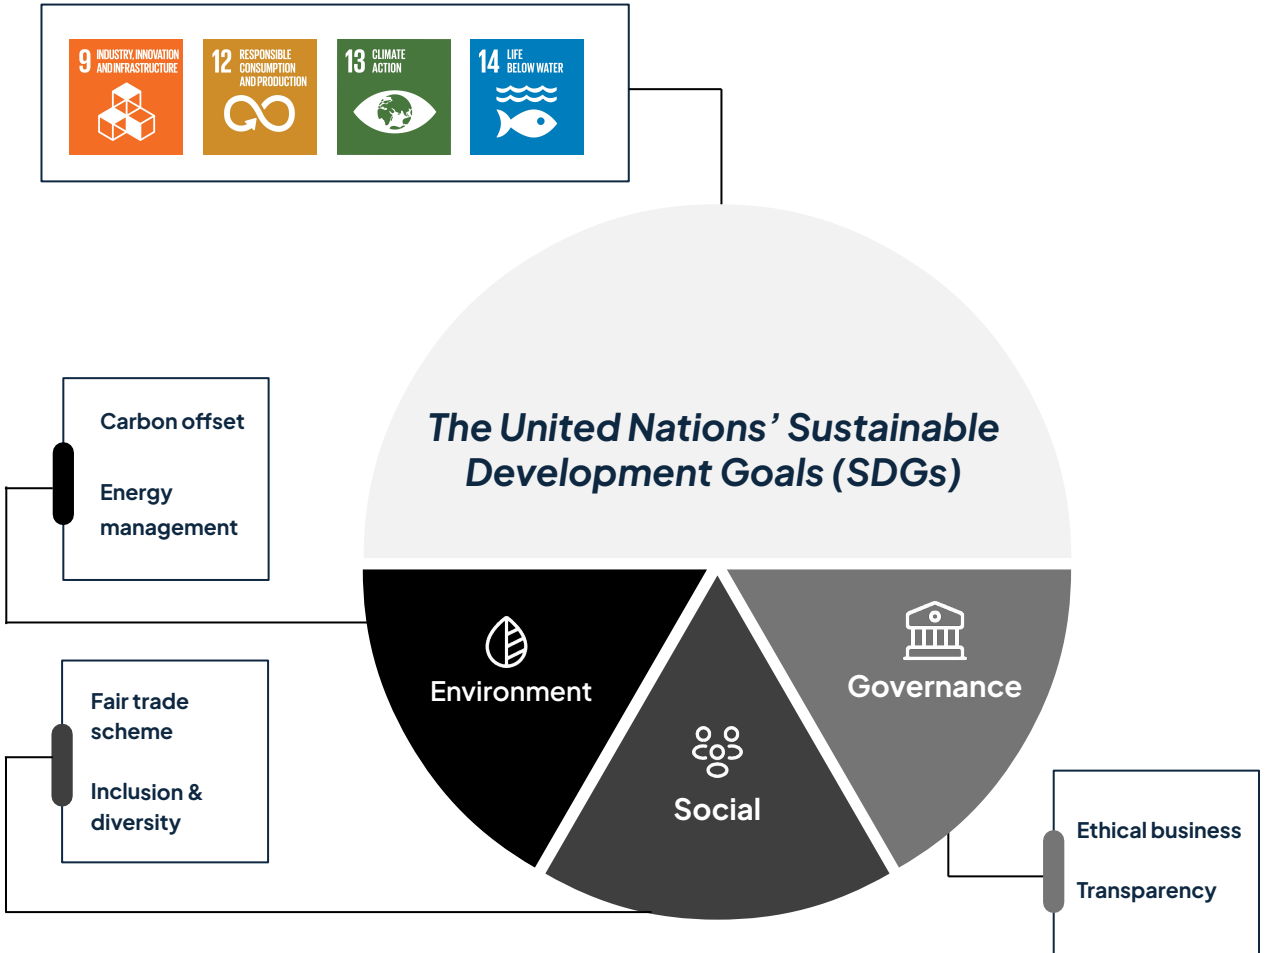 9 INDUSTRY, INNOVATION
AND INFRASTRUCTURE
12 RESPONSIBLE
CONSUMPTION
AND PRODUCTION
13 CLIMATE
ACTION
14 LIFE
BELOW WATER
The United Nations’ Sustainable
Development Goals (SDGs)
Carbon offset
Energy
management
Environment
Governance
Social
Fair trade
scheme
Inclusion &
diversity
Ethical business
Transparency